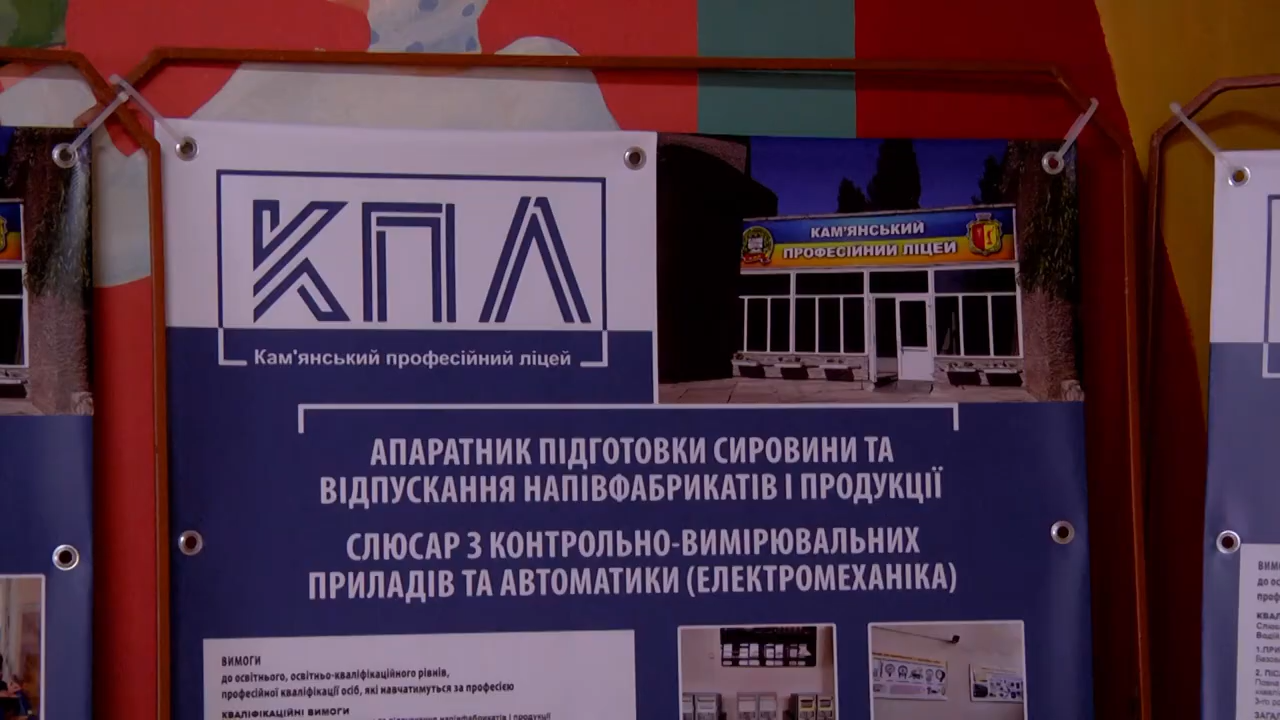 КПЛ
Кам'янський професійний ліцей
КАМ'ЯНСЬКИЙ
ПРОФЕСІЙНИЙ ЛІЦЕЙ
АПАРАТНИК ПІДГОТОВКИ СИРОВИНИ ТА
ВІДПУСКАННЯ НАПІВФАБРИКАТІВ І ПРОДУКЦІЇ
СЛЮСАР З КОНТРОЛЬНО-ВИМІРЮВАЛЬНИХ
ПРИЛАДІВ ТА АВТОМАТИКИ (ЕЛЕКТРОМЕХАНІКА)
ВИМОГИ
до освітнього, освітньо-кваліфікаційного рівнів,
професійної кваліфікації осіб, які навчатимуться за професією
КВАЛІФІКАЦІЙНІ ВИМОГИ
напівфабрикатів і продукції